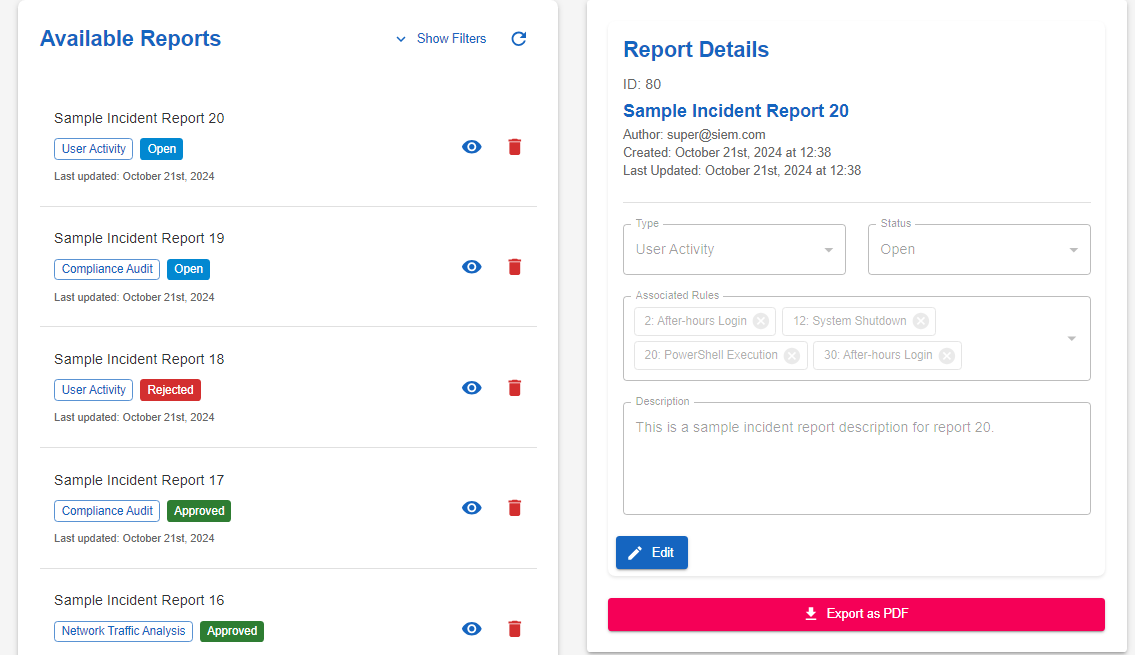 Available Reports
Show Filters
Sample Incident Report 20
User Activity
Open
Last updated: October 21st, 2024
Sample Incident Report 19
Compliance Audit
Open
Last updated: October 21st, 2024
Sample Incident Report 18
User Activity
Rejected
Last updated: October 21st, 2024
Sample Incident Report 17
Compliance Audit
Approved
Last updated: October 21st, 2024
Sample Incident Report 16
Network Traffic Analysis
Approved
Report Details
ID: 80
Sample Incident Report 20
Author: super@siem.com
Created: October 21st, 2024 at 12:38
Last Updated: October 21st, 2024 at 12:38
Type
User Activity
Status
Open
Associated Rules
2: After-hours Login
12: System Shutdown
20: PowerShell Execution
30: After-hours Login
Description
This is a sample incident report description for report 20.
Edit
Export as PDF